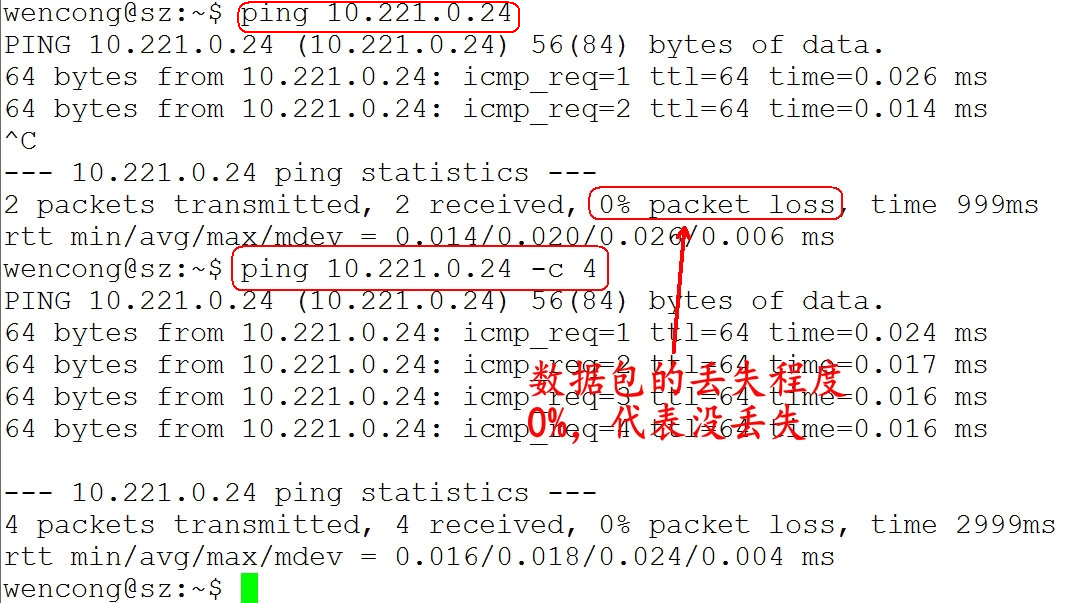 wencong@sz:~$ ping 10.221.0.24
PING 10.221.0.24 (10.221.0.24) 56(84) bytes of data.
64 bytes from 10.221.0.24: icmp_req=1 ttl=64 time=0.026 ms
64 bytes from 10.221.0.24: icmp_req=2 ttl=64 time=0.014 ms
^C
--- 10.221.0.24 ping statistics ---
2 packets transmitted, 2 received, 0% packet loss, time 999ms
rtt min/avg/max/mdev = 0.014/0.020/0.026/0.006 ms
wencong@sz:~$ ping 10.221.0.24 -c 4
PING 10.221.0.24 (10.221.0.24) 56(84) bytes of data.
64 bytes from 10.221.0.24: icmp_req=1 ttl=64 time=0.024 ms
64 bytes from 10.221.0.24: icmp_req=2 ttl=64 time=0.017 ms
数据包的丢失程度
64 bytes from 10.221.0.24: icmp_req=3 ttl=64 time=0.016 ms
0%, 代表没丢失
64 bytes from 10.221.0.24: icmp_req=4 ttl=64 time=0.016 ms
--- 10.221.0.24 ping statistics ---
4 packets transmitted, 4 received, 0% packet loss, time 2999ms
rtt min/avg/max/mdev = 0.016/0.018/0.024/0.004 ms
wencong@sz:~$